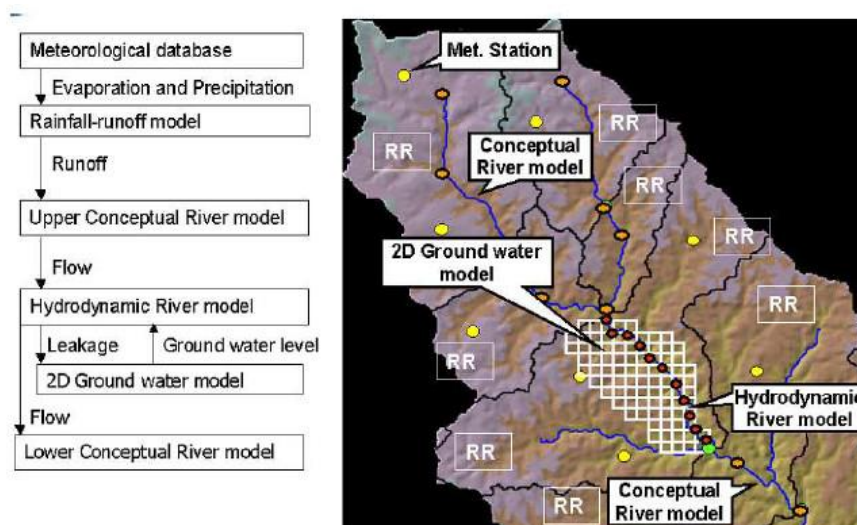 Meteorological database
Evaporation and Precipitation
Rainfall-runoff model
Runoff
Upper Conceptual River model
Flow
Hydrodynamic River model
Leakage
Ground water level
2D Ground water model
Flow
Lower Conceptual River model
Met. Station
RR
RR
Conceptual
River model
RR
2D Ground water
model
RR
RR
RR
Hydrodynamic
River model
RR
Conceptual
River model
RR